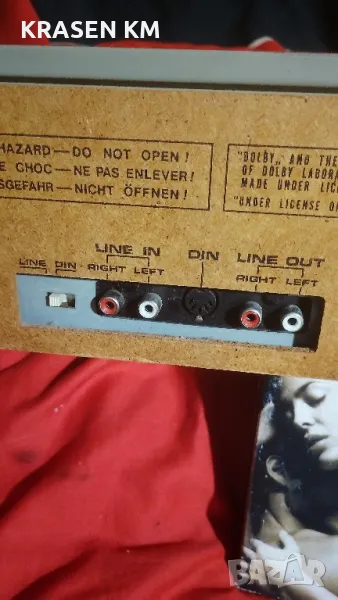 KRASEN KM
HAZARD — DO NOT OPEN!
E CHOC — NE PAS ENLEVER!
SGEFAHR — NICHT ÖFFNEN!
"DOLBY„ AND THE
OF DOLBY LABORA
MADE UNDER LIC
"UNDER LICENSE O
LINE IN
DIN
LINE OUT
LINE
DIN
RIGHT
LEFT
RIGHT
LEFT
BAZAR